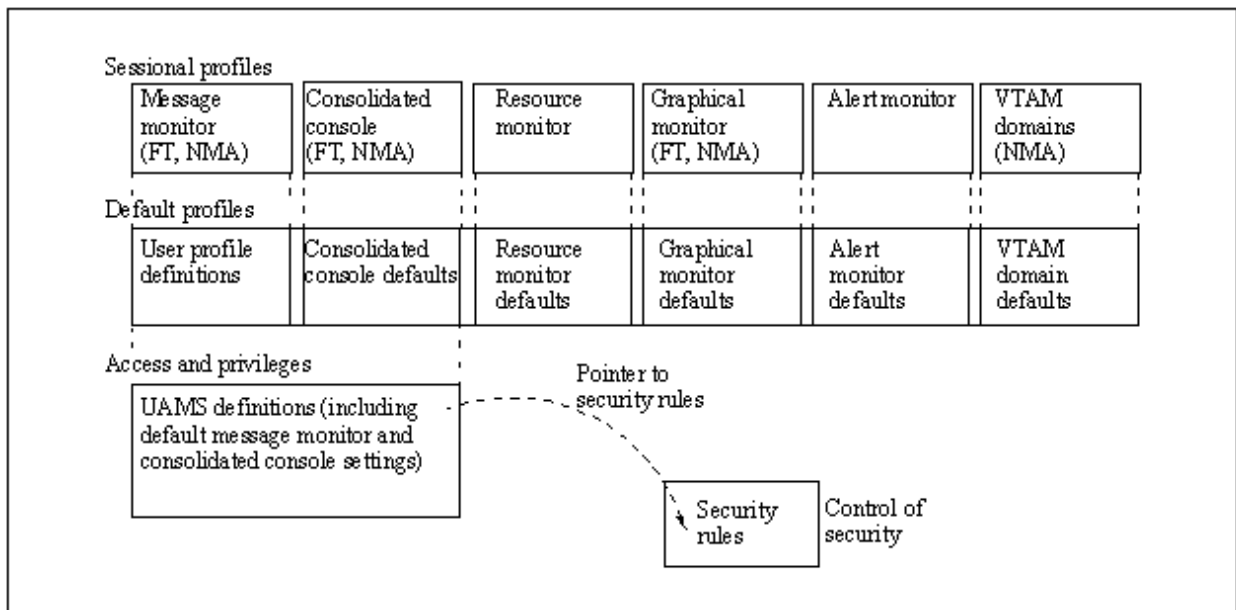 Sessional profiles
Message
monitor
(FT, NMA)
Consolidated
console
(FT, NMA)
Resource
monitor
Graphical
monitor
(FT, NMA)
Alert monitor
VTAM
domains
(NMA)
Default profiles
User profile
definitions
Consolidated
console defaults
Resource
monitor
defaults
Graphical
monitor
defaults
Alert
monitor
defaults
VTAM
domain
defaults
Access and privileges
UAMS definitions (including
default message monitor and
consolidated console settings)
Pointer to
security rules
Security
rules
Control of
security